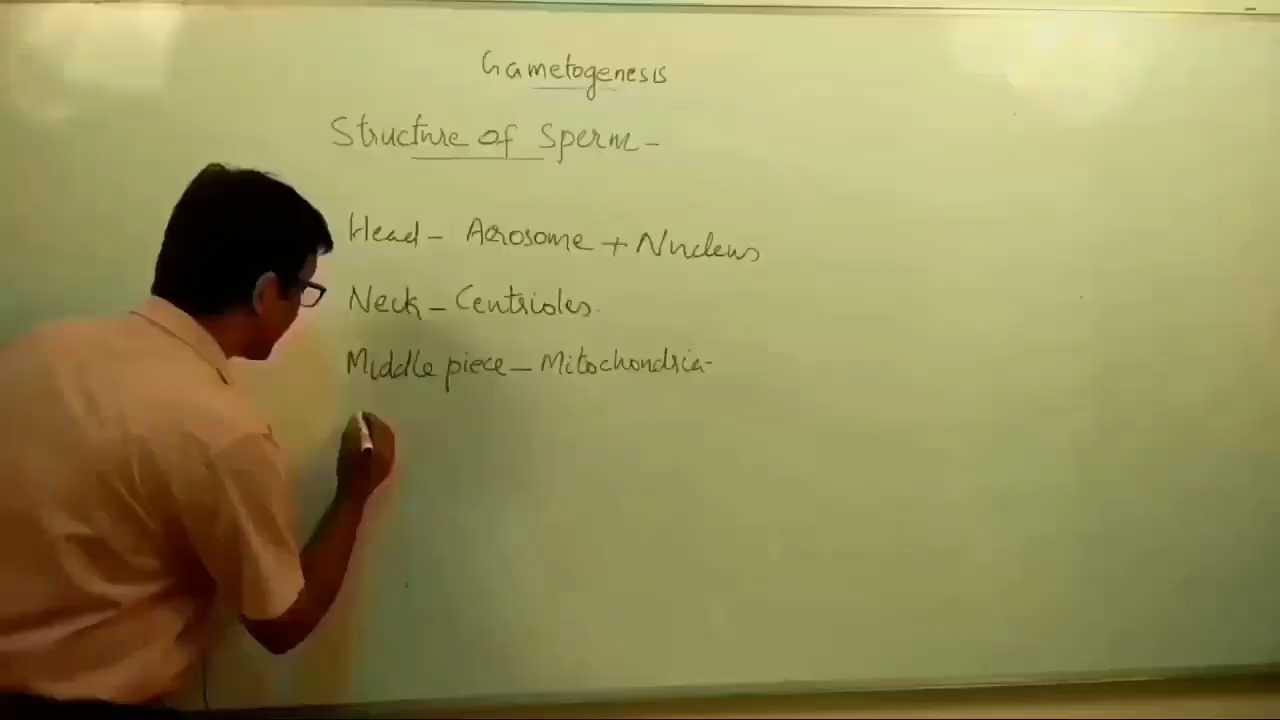 Gametogenesis
Structure of Sperm -
Head - Acrosome + Nucleus
Neck - Centrioles
Middle piece - Mitochondria